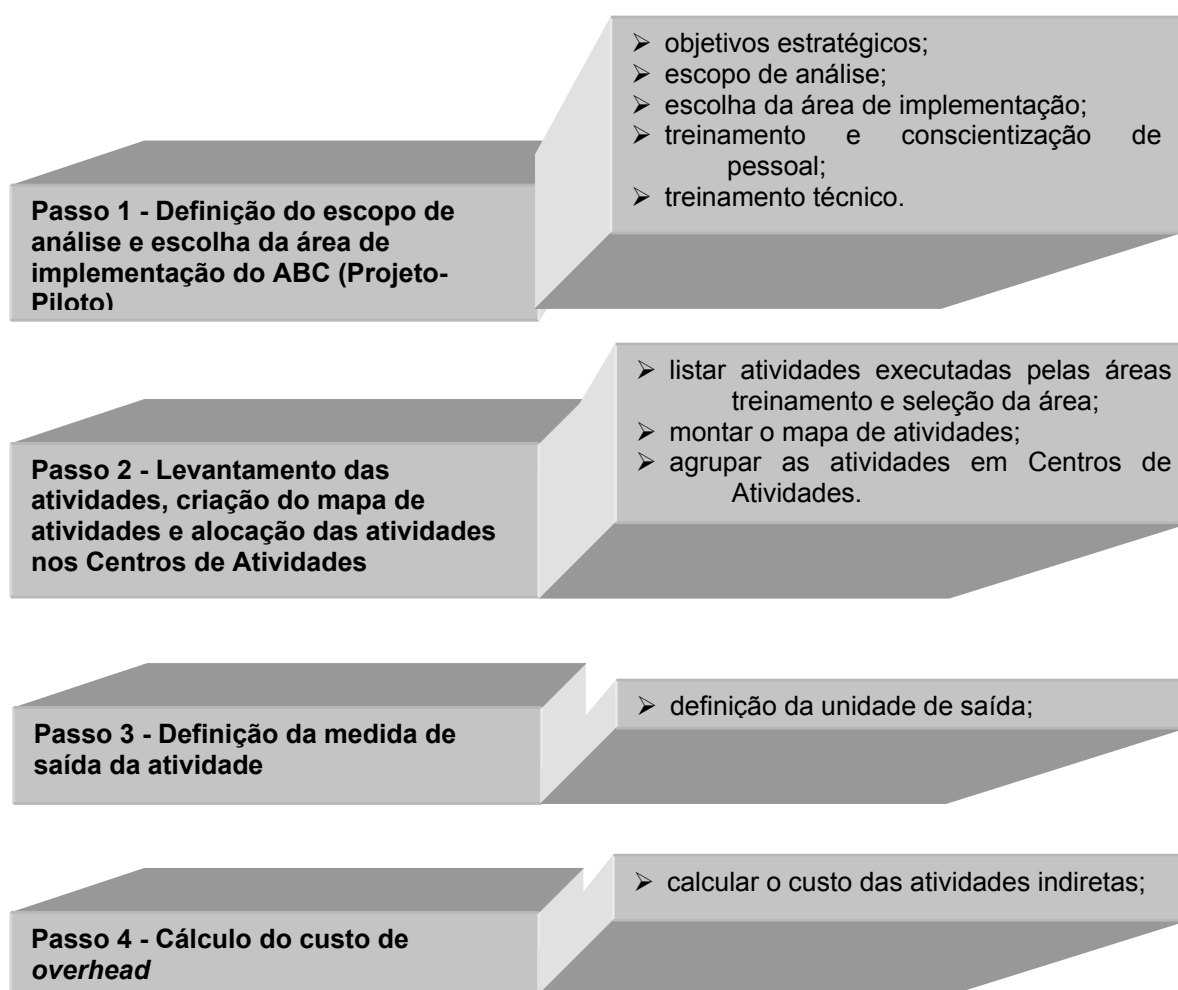 ➢ objetivos estratégicos;
➢ escopo de análise;
➢ escolha da área de implementação;
➢ treinamento e conscientização de
pessoal;
➢ treinamento técnico.
Passo 1 - Definição do escopo de
análise e escolha da área de
implementação do ABC (Projeto-
Piloto)
➢ listar atividades executadas pelas áreas
treinamento e seleção da área;
➢ montar o mapa de atividades;
➢ agrupar as atividades em Centros de
Atividades.
Passo 2 - Levantamento das
atividades, criação do mapa de
atividades e alocação das atividades
nos Centros de Atividades
➢ definição da unidade de saída;
Passo 3 - Definição da medida de
saída da atividade
➢ calcular o custo das atividades indiretas;
Passo 4 - Cálculo do custo de
overhead